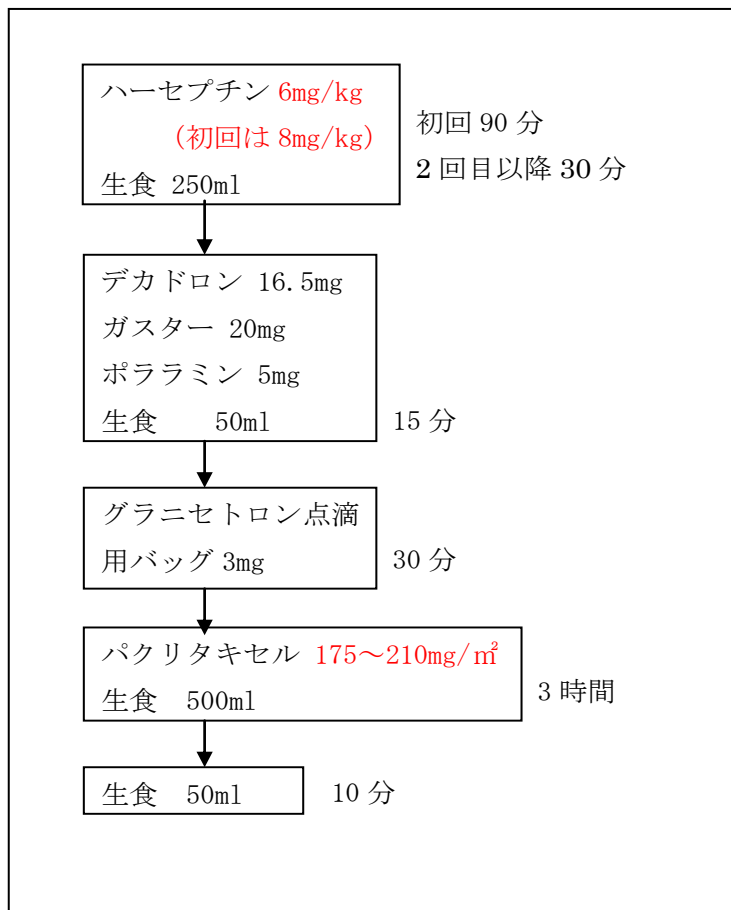 ハーセプチン 6mg/kg
(初回は 8mg/kg)
生食 250ml
初回 90 分
2 回目以降 30 分
デカドロン 16.5mg
ガスター 20mg
ポララミン 5mg
生食 50ml
15 分
グラニセトロン点滴
用バッグ 3mg
30 分
パクリタキセル 175～210mg/㎡
生食 500ml
3 時間
生食 50ml
10 分